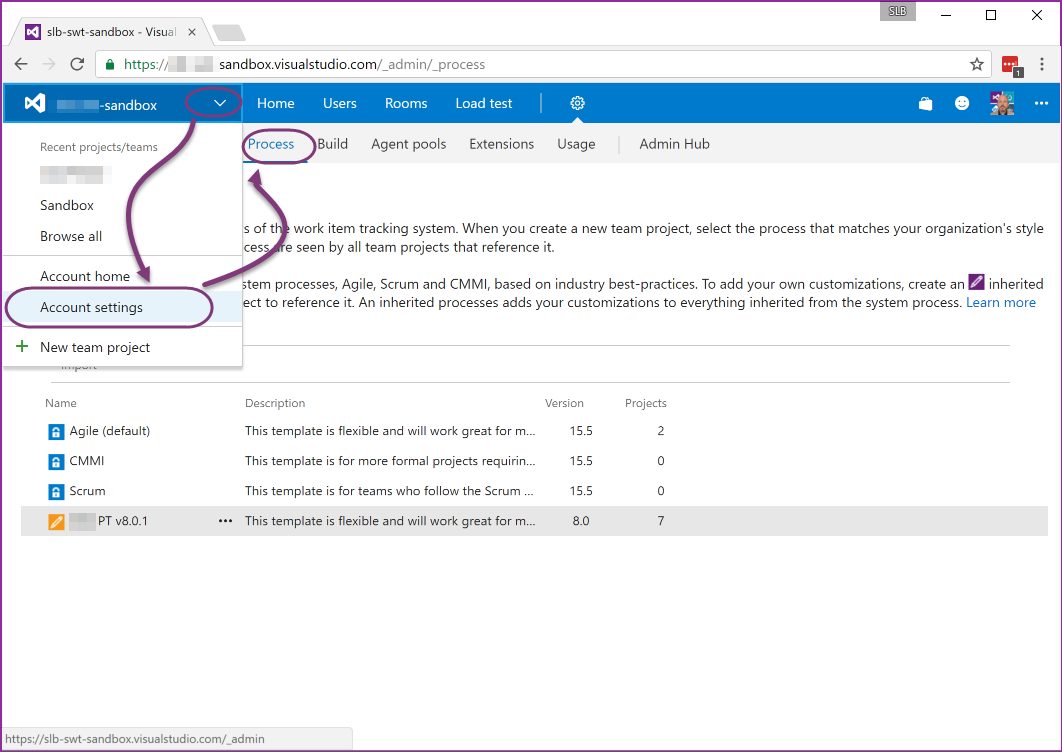 SLB
slb-swt-sandbox - Visual
https:// sandbox.visualstudio.com/_admin/_process
1
-sandbox
Home Users Rooms Load test
Recent projects/teams
Sandbox
Browse all
Account home
Account settings
New team project
Process Build Agent pools Extensions Usage Admin Hub
s of the work item tracking system. When you create a new team project, select the process that matches your organization's style
cess are seen by all team projects that reference it.
stem processes, Agile, Scrum and CMMI, based on industry best-practices. To add your own customizations, create an inherited
ect to reference it. An inherited processes adds your customizations to everything inherited from the system process. Learn more
Import
Name Description Version Projects
Agile (default) This template is flexible and will work great for m... 15.5 2
CMMI This template is for more formal projects requirin... 15.5 0
Scrum This template is for teams who follow the Scrum ... 15.5 0
PT v8.0.1 ••• This template is flexible and will work great for m... 8.0 7
https://slb-swt-sandbox.visualstudio.com/_admin